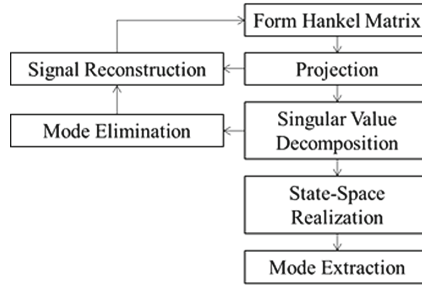 Form Hankel Matrix
Signal Reconstruction
Projection
Mode Elimination
Singular Value
Decomposition
State-Space
Realization
Mode Extraction